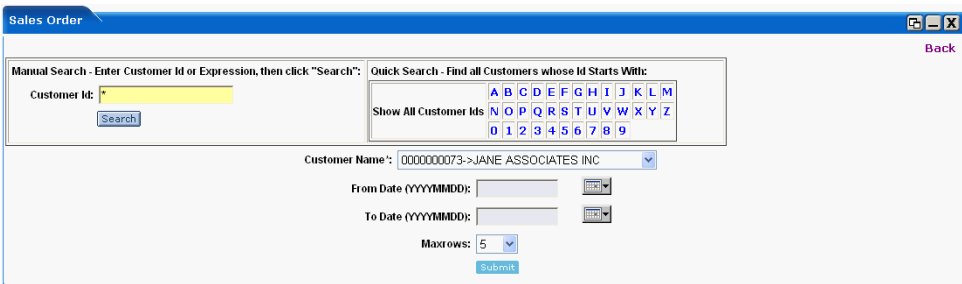 Sales Order
Back
Manual Search - Enter Customer Id or Expression, then click "Search":
Customer Id: *
Search
Quick Search - Find all Customers whose Id Starts With:
Show All Customer Ids
A B C D E F G H I J K L M
N O P Q R S T U V W X Y Z
0 1 2 3 4 5 6 7 8 9
Customer Name*: 0000000073->JANE ASSOCIATES INC
From Date (YYYYMMDD):
To Date (YYYYMMDD):
Maxrows: 5
Submit